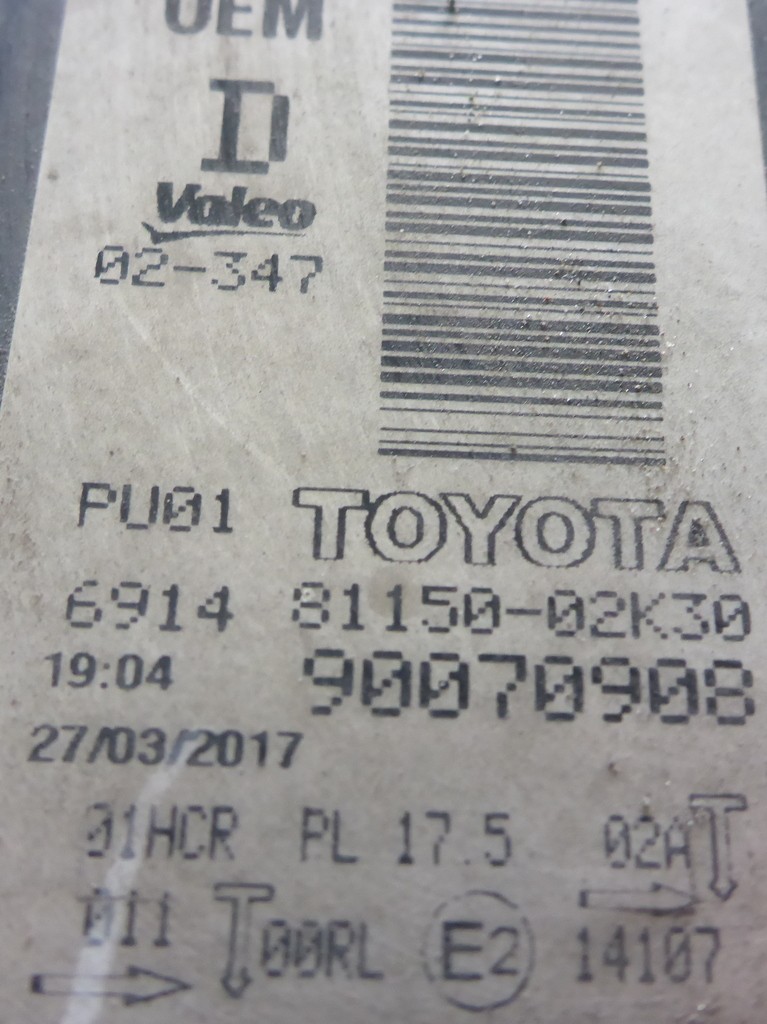 OEM
D
Valeo
02-347
PU01 TOYOTA
6914 81150-02K30
19:04 90070908
27/03/2017
01HCR PL 17.5 02A
011 00RL E2 14107